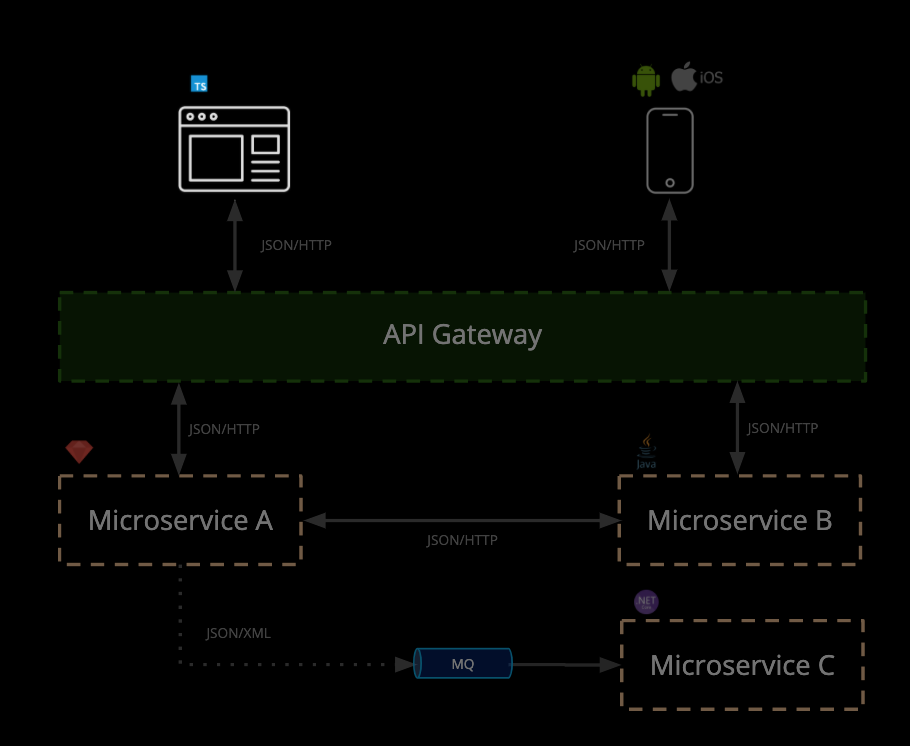 TS
iOS
JSON/HTTP
JSON/HTTP
API Gateway
JSON/HTTP
JSON/HTTP
Java
Microservice A
Microservice B
JSON/HTTP
NET
Core
JSON/XML
MQ
Microservice C